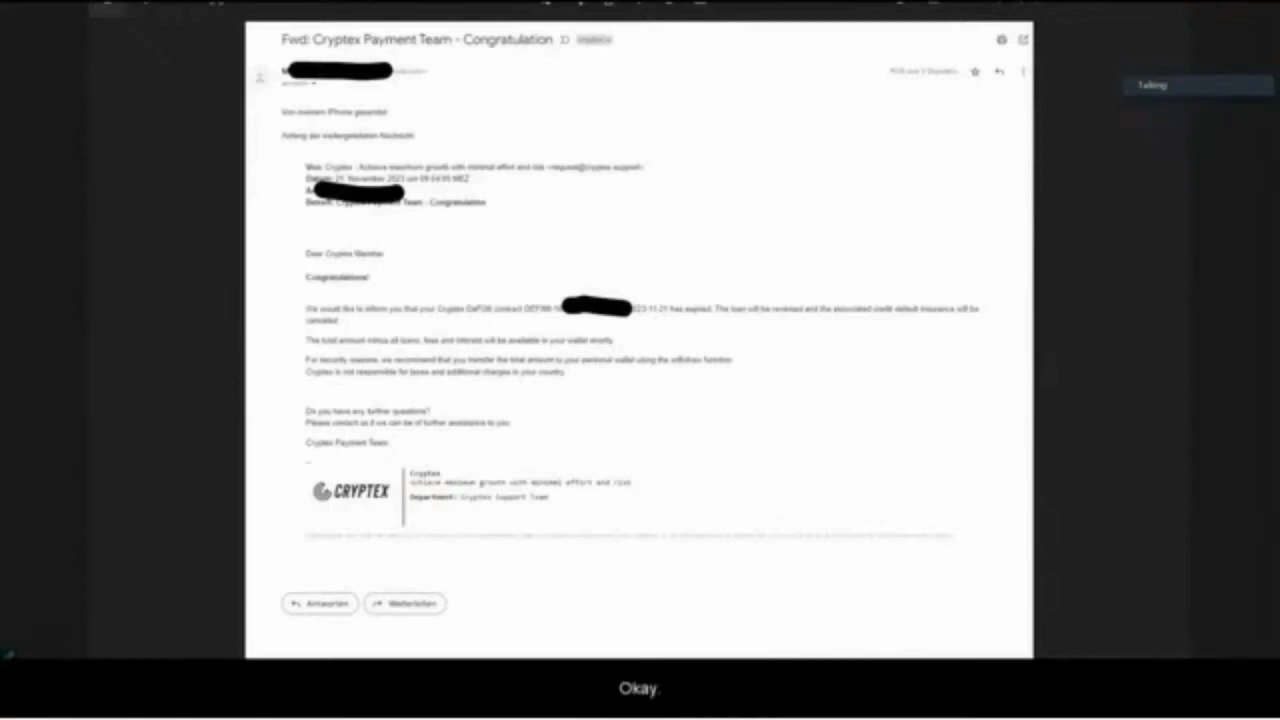 Fwd: Cryptex Payment Team - Congratulation
Talking
Von meinem iPhone gesendet
Anfang der weitergeleiteten Nachricht:
Von: Cryptex - Achieve maximum growth with minimal effort and risk <request@cryptex.support>
Datum: 21. November 2023 um MEZ
Betreff: Cryptex Payment Team - Congratulation
Dear Cryptex Member
Congratulations!
We would like to inform you that your Cryptex contract 023-11-21 has expired. The loan will be reversed and the associated credit default insurance will be
canceled.
The total amount minus all loans, fees and interest will be available in your wallet shortly.
For security reasons, we recommend that you transfer the total amount to your personal wallet using the withdraw function.
Cryptex is not responsible for taxes and additional charges in your country.
Do you have any further questions?
Please contact us if we can be of further assistance to you.
Cryptex Payment Team
--
CRYPTEX
Cryptex
Achieve maximum growth with minimal effort and risk
Department: Cryptex Support Team
Antworten
Weiterleiten
Okay.